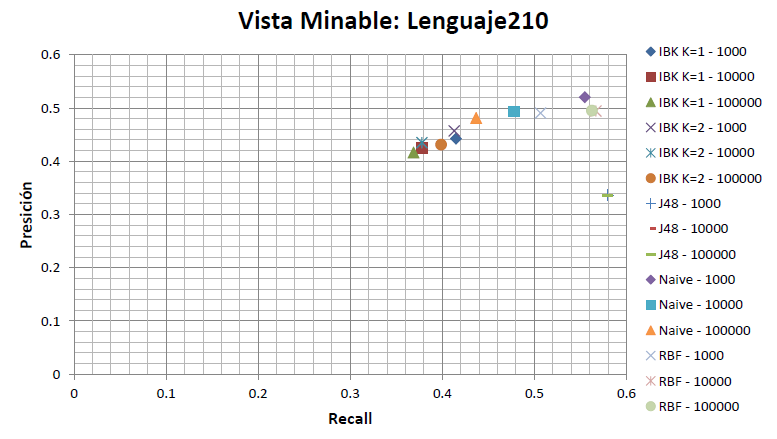 Vista Minable: Lenguaje210
0.6
0.5
0.4
0.3
0.2
0.1
0
Presición
0
0.1
0.2
0.3
0.4
0.5
0.6
Recall
IBK K=1 - 1000
IBK K=1 - 10000
IBK K=1 - 100000
IBK K=2 - 1000
IBK K=2 - 10000
IBK K=2 - 100000
J48 - 1000
J48 - 10000
J48 - 100000
Naive - 1000
Naive - 10000
Naive - 100000
RBF - 1000
RBF - 10000
RBF - 100000